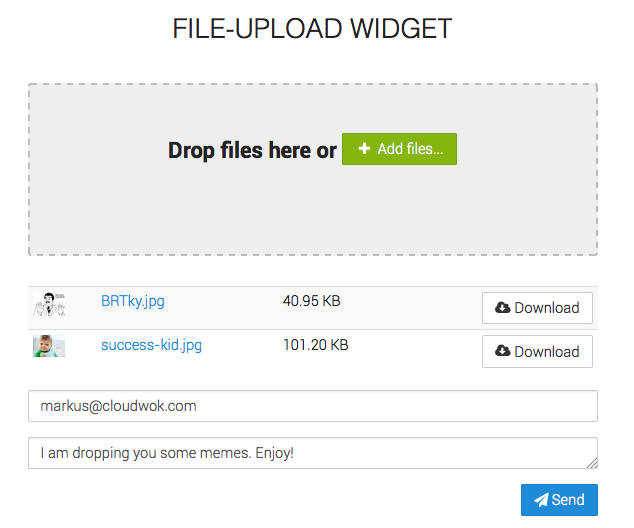 FILE-UPLOAD WIDGET
Drop files here or Add files...
BRTky.jpg 40.95 KB Download
success-kid.jpg 101.20 KB Download
markus@cloudwok.com
I am dropping you some memes. Enjoy!
Send